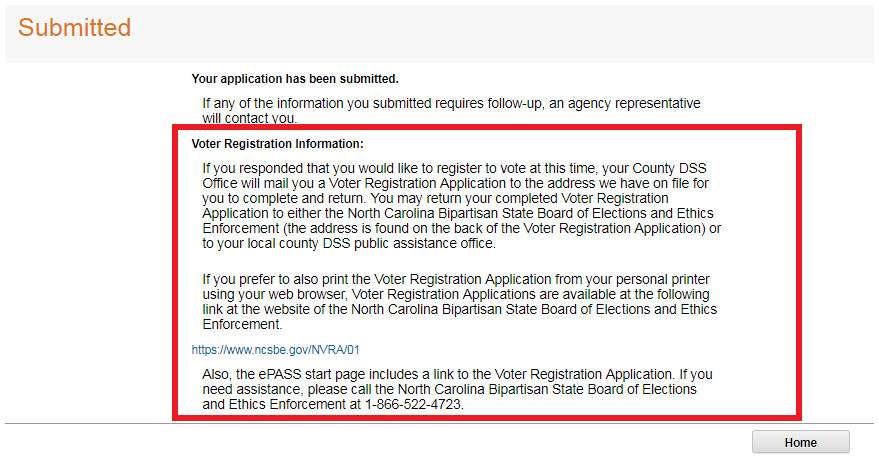 Submitted
Your application has been submitted.
If any of the information you submitted requires follow-up, an agency representative
will contact you.
Voter Registration Information:
If you responded that you would like to register to vote at this time, your County DSS
Office will mail you a Voter Registration Application to the address we have on file for
you to complete and return. You may return your completed Voter Registration
Application to either the North Carolina Bipartisan State Board of Elections and Ethics
Enforcement (the address is found on the back of the Voter Registration Application) or
to your local county DSS public assistance office.
If you prefer to also print the Voter Registration Application from your personal printer
using your web browser, Voter Registration Applications are available at the following
link at the website of the North Carolina Bipartisan State Board of Elections and Ethics
Enforcement.
https://www.ncsbe.gov/NVRA/01
Also, the ePASS start page includes a link to the Voter Registration Application. If you
need assistance, please call the North Carolina Bipartisan State Board of Elections
and Ethics Enforcement at 1-866-522-4723.
Home